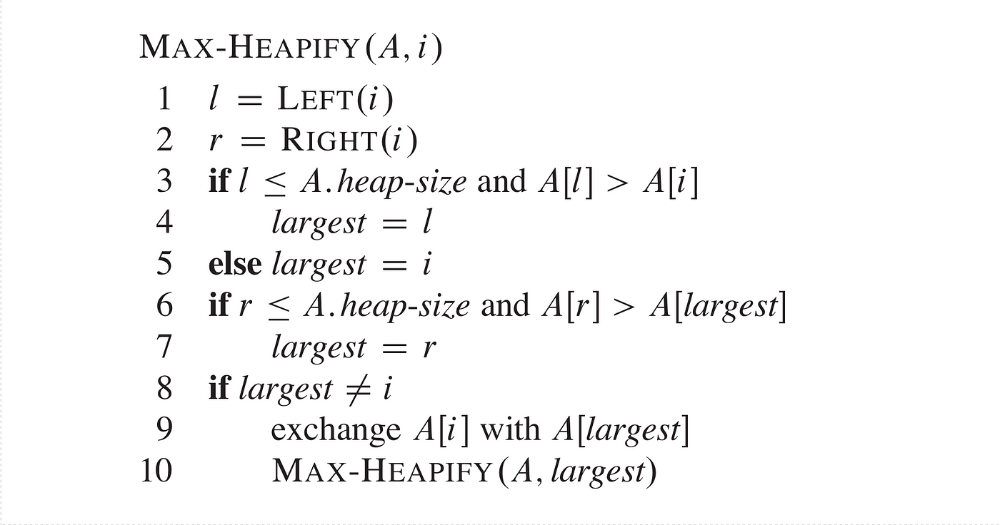 MAX-HEAPIFY(A, i)
1 l = LEFT(i)
2 r = RIGHT(i)
3 if l ≤ A.heap-size and A[l] > A[i]
4 largest = l
5 else largest = i
6 if r ≤ A.heap-size and A[r] > A[largest]
7 largest = r
8 if largest ≠ i
9 exchange A[i] with A[largest]
10 MAX-HEAPIFY(A, largest)